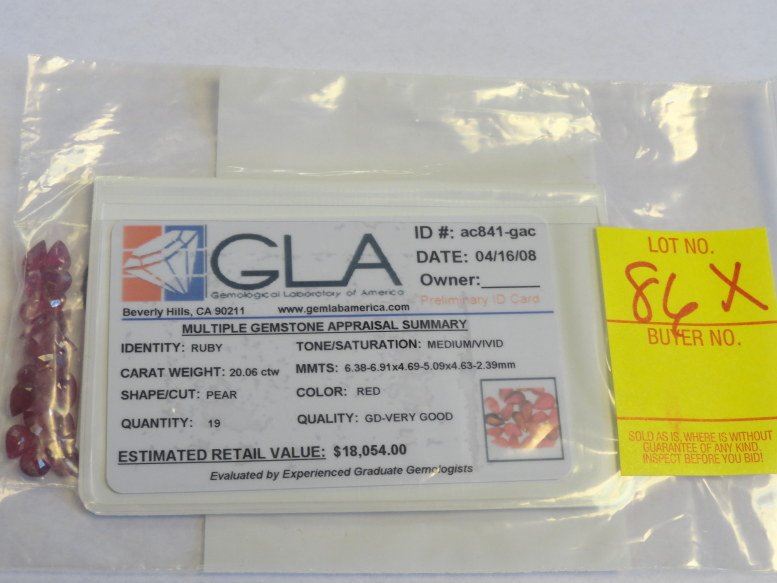 GLA
Gemological Laboratory of America
ID #: ac841-gac
DATE: 04/16/08
Owner:______
Preliminary ID Card
Beverly Hills, CA 90211 www.gemlabamerica.com
MULTIPLE GEMSTONE APPRAISAL SUMMARY
IDENTITY: RUBY TONE/SATURATION: MEDIUM/VIVID
CARAT WEIGHT: 20.06 ctw MMTS: 6.38-6.91x4.69-5.09x4.63-2.39mm
SHAPE/CUT: PEAR COLOR: RED
QUANTITY: 19 QUALITY: GD-VERY GOOD
ESTIMATED RETAIL VALUE: $18,054.00
Evaluated by Experienced Graduate Gemologists
LOT NO.
86 X
BUYER NO.
SOLD AS IS, WHERE IS WITHOUT
GUARANTEE OF ANY KIND.
INSPECT BEFORE YOU BID!